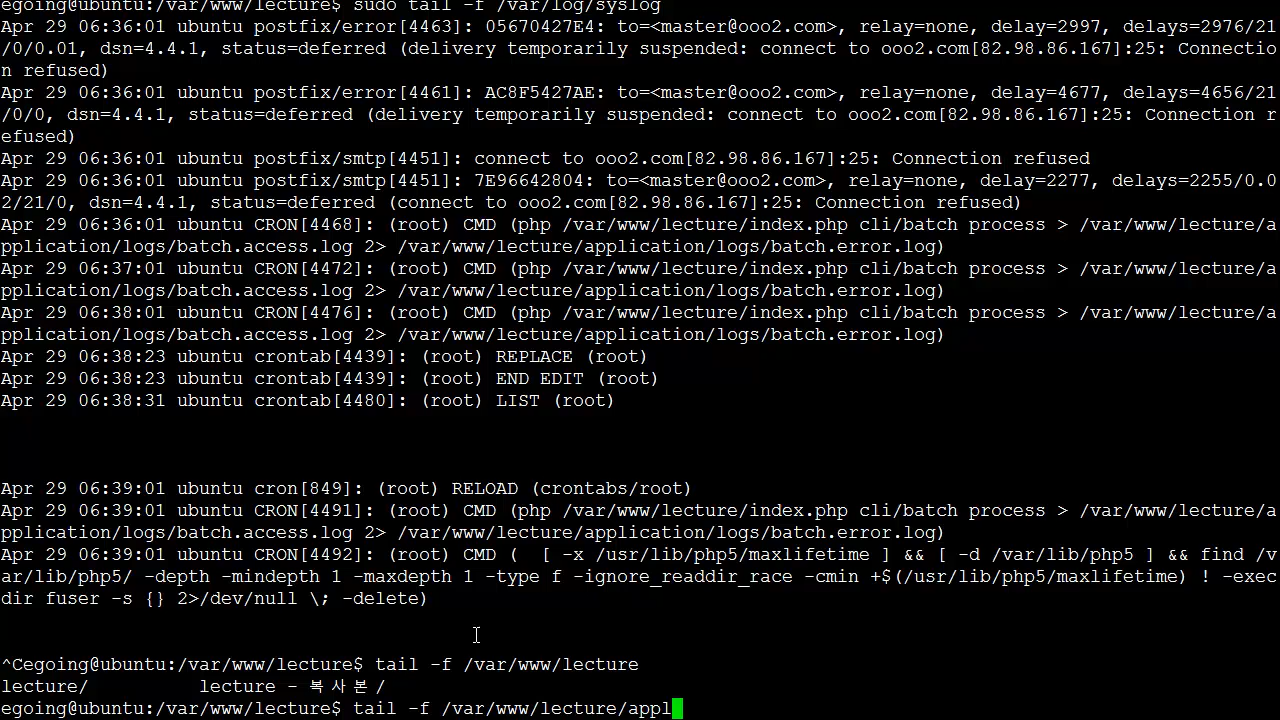 egoing@ubuntu:/var/www/lecture$ sudo tail -f /var/log/syslog
Apr 29 06:36:01 ubuntu postfix/error[4463]: 05670427E4: to=<master@ooo2.com>, relay=none, delay=2997, delays=2976/21
/0/0.01, dsn=4.4.1, status=deferred (delivery temporarily suspended: connect to ooo2.com[82.98.86.167]:25: Connectio
n refused)
Apr 29 06:36:01 ubuntu postfix/error[4461]: AC8F5427AE: to=<master@ooo2.com>, relay=none, delay=4677, delays=4656/21
/0/0, dsn=4.4.1, status=deferred (delivery temporarily suspended: connect to ooo2.com[82.98.86.167]:25: Connection r
efused)
Apr 29 06:36:01 ubuntu postfix/smtp[4451]: connect to ooo2.com[82.98.86.167]:25: Connection refused
Apr 29 06:36:01 ubuntu postfix/smtp[4451]: 7E96642804: to=<master@ooo2.com>, relay=none, delay=2277, delays=2255/0.0
2/21/0, dsn=4.4.1, status=deferred (connect to ooo2.com[82.98.86.167]:25: Connection refused)
Apr 29 06:36:01 ubuntu CRON[4468]: (root) CMD (php /var/www/lecture/index.php cli/batch process > /var/www/lecture/a
pplication/logs/batch.access.log 2> /var/www/lecture/application/logs/batch.error.log)
Apr 29 06:37:01 ubuntu CRON[4472]: (root) CMD (php /var/www/lecture/index.php cli/batch process > /var/www/lecture/a
pplication/logs/batch.access.log 2> /var/www/lecture/application/logs/batch.error.log)
Apr 29 06:38:01 ubuntu CRON[4476]: (root) CMD (php /var/www/lecture/index.php cli/batch process > /var/www/lecture/a
pplication/logs/batch.access.log 2> /var/www/lecture/application/logs/batch.error.log)
Apr 29 06:38:23 ubuntu crontab[4439]: (root) REPLACE (root)
Apr 29 06:38:23 ubuntu crontab[4439]: (root) END EDIT (root)
Apr 29 06:38:31 ubuntu crontab[4480]: (root) LIST (root)
Apr 29 06:39:01 ubuntu cron[849]: (root) RELOAD (crontabs/root)
Apr 29 06:39:01 ubuntu CRON[4491]: (root) CMD (php /var/www/lecture/index.php cli/batch process > /var/www/lecture/a
pplication/logs/batch.access.log 2> /var/www/lecture/application/logs/batch.error.log)
Apr 29 06:39:01 ubuntu CRON[4492]: (root) CMD (  [ -x /usr/lib/php5/maxlifetime ] && [ -d /var/lib/php5 ] && find /v
ar/lib/php5/ -depth -mindepth 1 -maxdepth 1 -type f -ignore_readdir_race -cmin +$(/usr/lib/php5/maxlifetime) ! -exec
dir fuser -s {} 2>/dev/null \; -delete)
^Cegoing@ubuntu:/var/www/lecture$ tail -f /var/www/lecture
lecture/          lecture - 복사본/
egoing@ubuntu:/var/www/lecture$ tail -f /var/www/lecture/appl